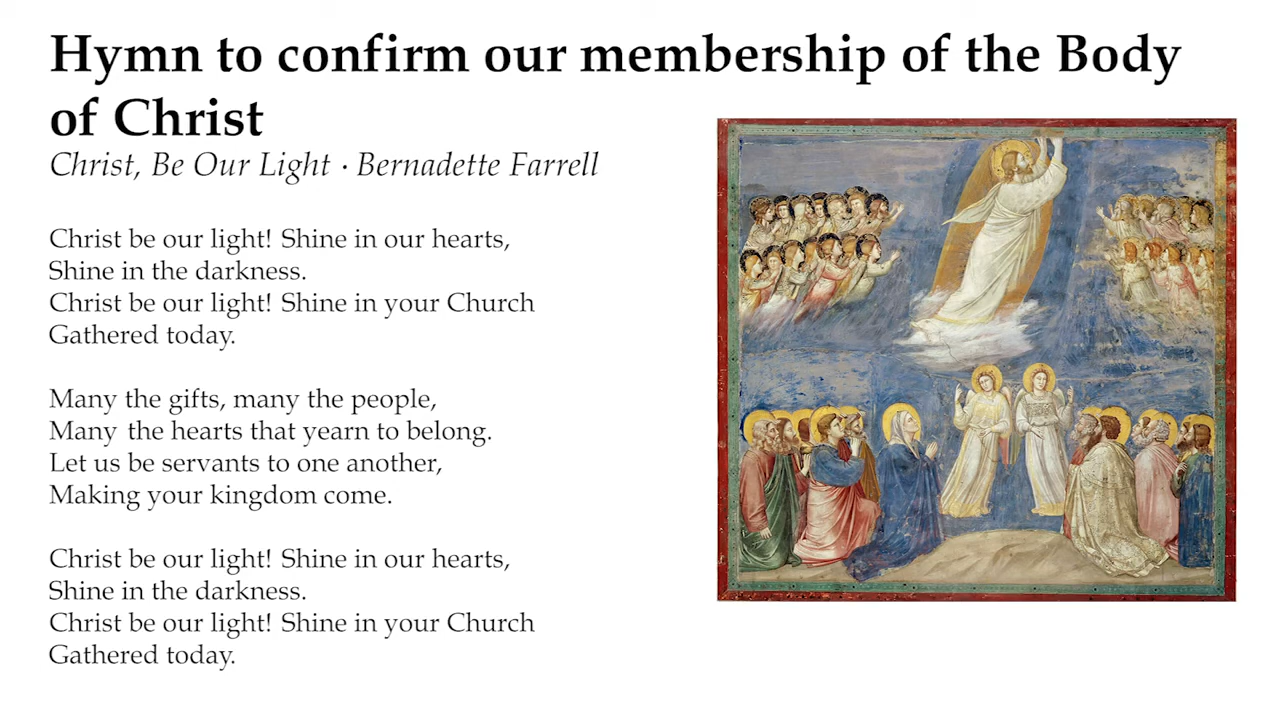 Hymn to confirm our membership of the Body
of Christ
Christ, Be Our Light · Bernadette Farrell
Christ be our light! Shine in our hearts,
Shine in the darkness.
Christ be our light! Shine in your Church
Gathered today.
Many the gifts, many the people,
Many the hearts that yearn to belong.
Let us be servants to one another,
Making your kingdom come.
Christ be our light! Shine in our hearts,
Shine in the darkness.
Christ be our light! Shine in your Church
Gathered today.